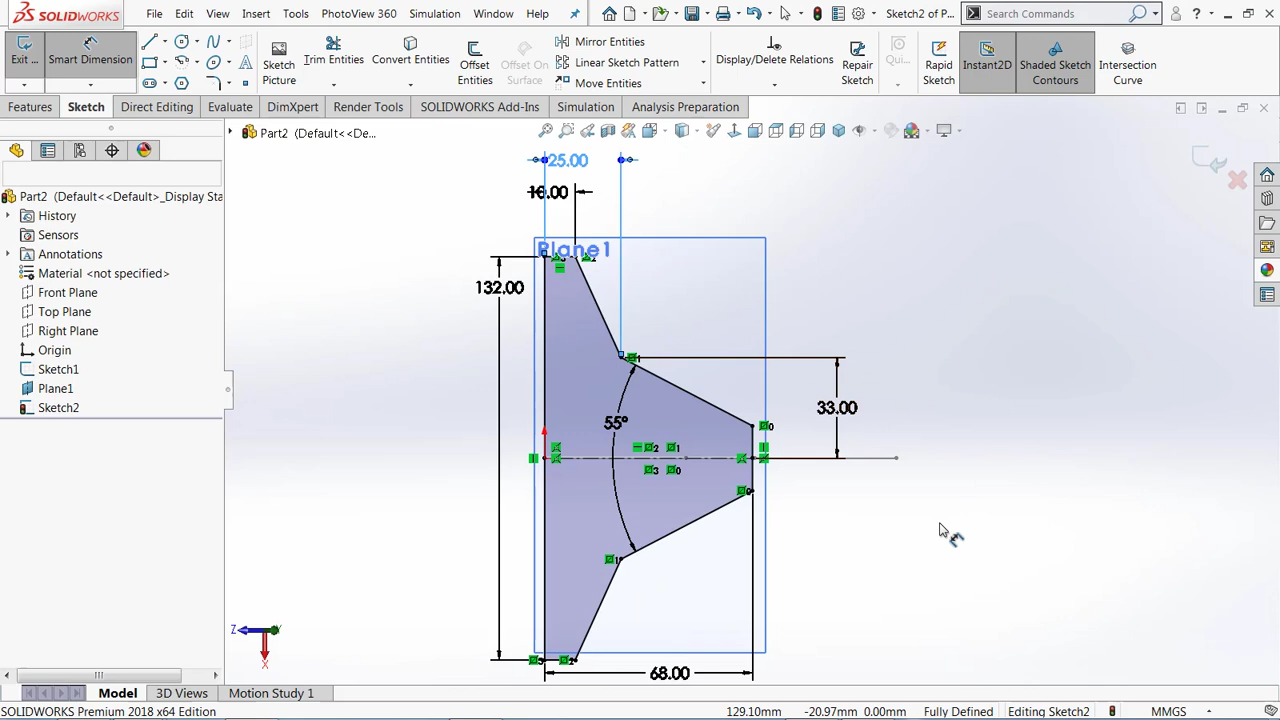 SOLIDWORKS File Edit View Insert Tools PhotoView 360 Simulation Window Help Sketch2 of P... Search Commands
Exit ... Smart Dimension Sketch Picture Trim Entities Convert Entities Offset Entities Offset On Surface Mirror Entities Linear Sketch Pattern Move Entities Display/Delete Relations Repair Sketch Qui... Rapid Sketch Instant2D Shaded Sketch Contours Intersection Curve
Features Sketch Direct Editing Evaluate DimXpert Render Tools SOLIDWORKS Add-Ins Simulation Analysis Preparation
Part2 (Default<<De...
Part2 (Default<<Default>_Display Sta
History
Sensors
Annotations
Material <not specified>
Front Plane
Top Plane
Right Plane
Origin
Sketch1
Plane1
Sketch2
25.00
10.00
Plane1
132.00
33.00
55°
68.00
Z
Y
X
Model 3D Views Motion Study 1
SOLIDWORKS Premium 2018 x64 Edition 129.10mm -20.97mm 0.00mm Fully Defined Editing Sketch2 MMGS